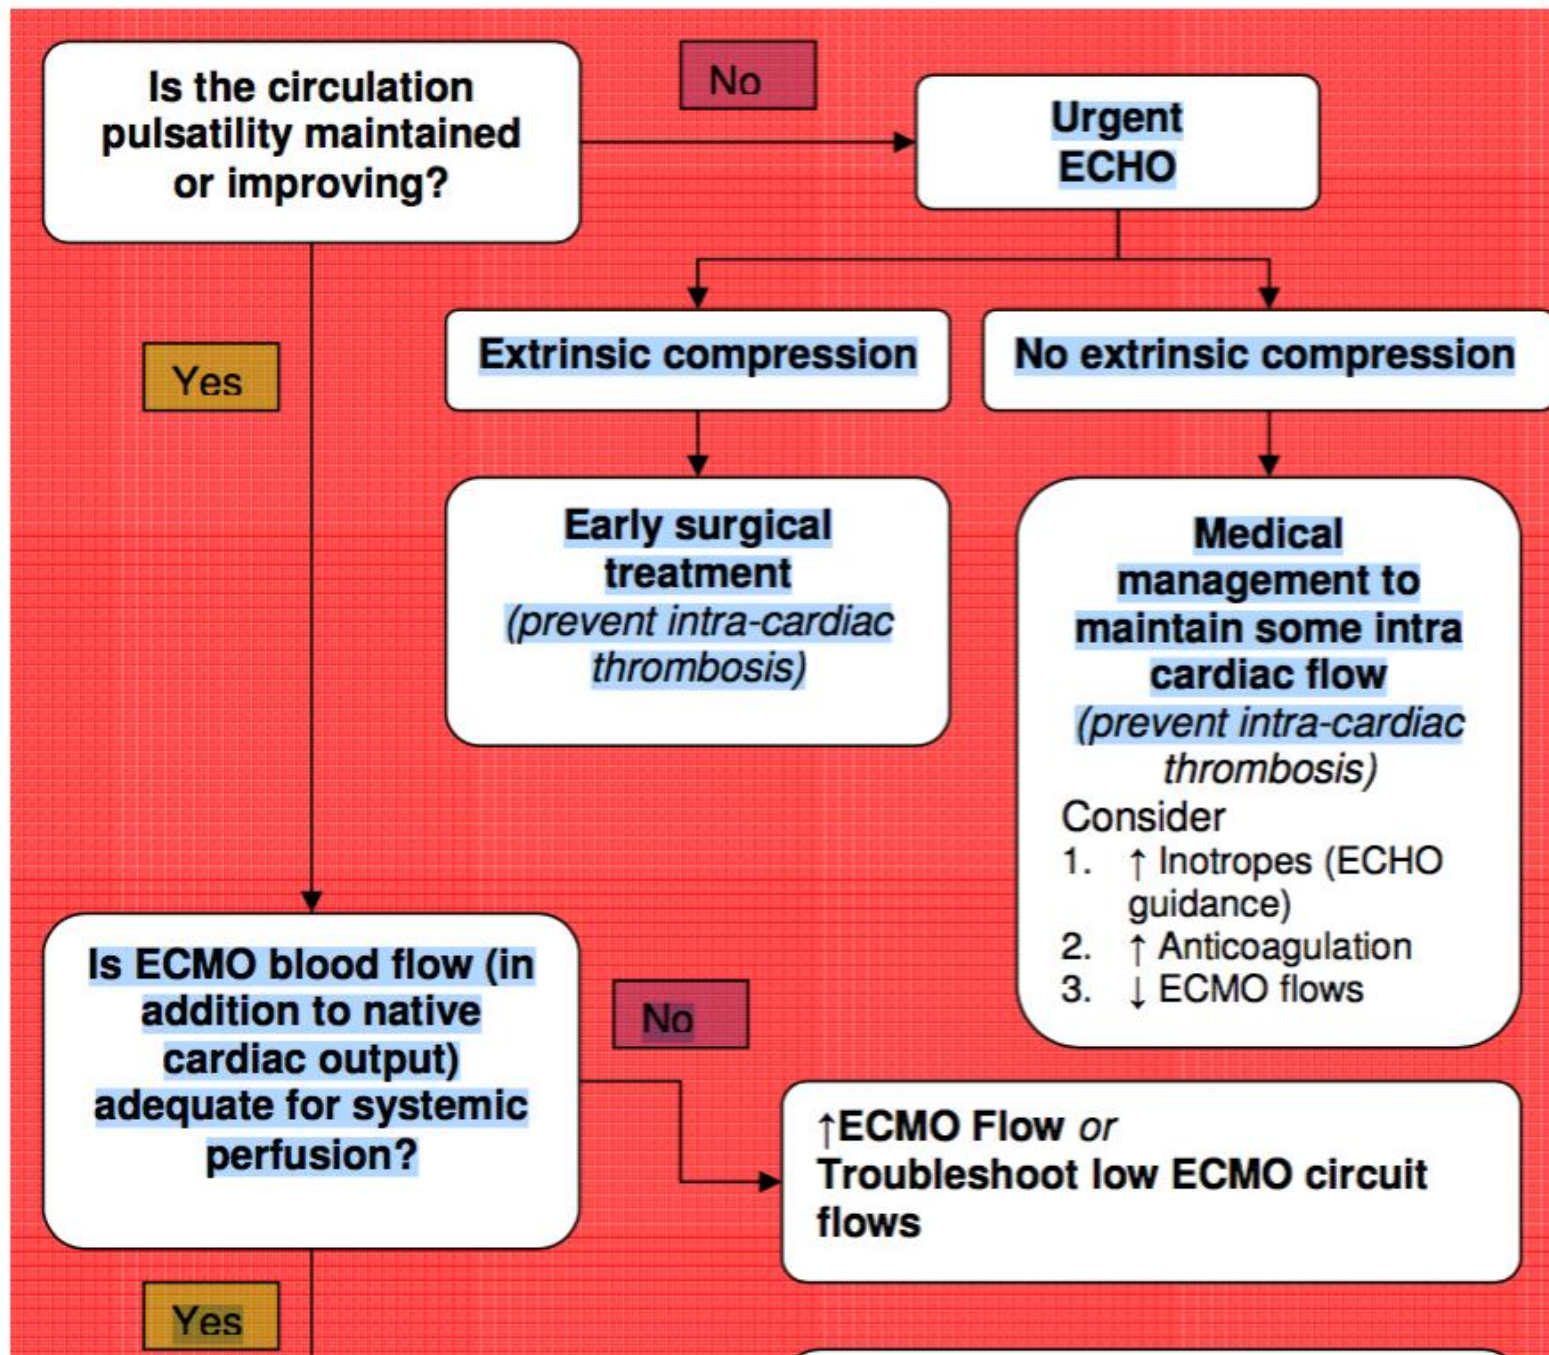 Is the circulation
pulsatility maintained
or improving?
No
Urgent
ECHO
Yes
Extrinsic compression
No extrinsic compression
Early surgical
treatment
(prevent intra-cardiac
thrombosis)
Medical
management to
maintain some intra
cardiac flow
(prevent intra-cardiac
thrombosis)
Consider
1. ↑ Inotropes (ECHO
guidance)
2. ↑ Anticoagulation
3. ↓ ECMO flows
Is ECMO blood flow (in
addition to native
cardiac output)
adequate for systemic
perfusion?
No
↑ECMO Flow or
Troubleshoot low ECMO circuit
flows
Yes